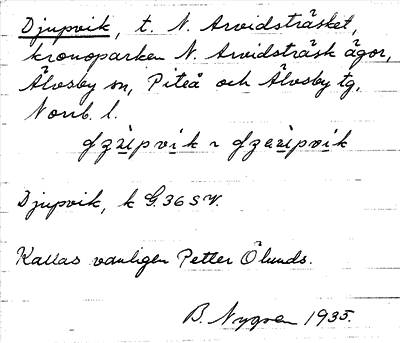 Djupvik, t. N. Arvidsträsket,
kronoparken N. Arvidsträsk ägor,
Älvsby sn, Piteå och Älvsby tg,
Norrb. l.
Djupvik, k G. 36 SV.
Kallas vanligen Petter Ölunds.
B. Nygren 1935.